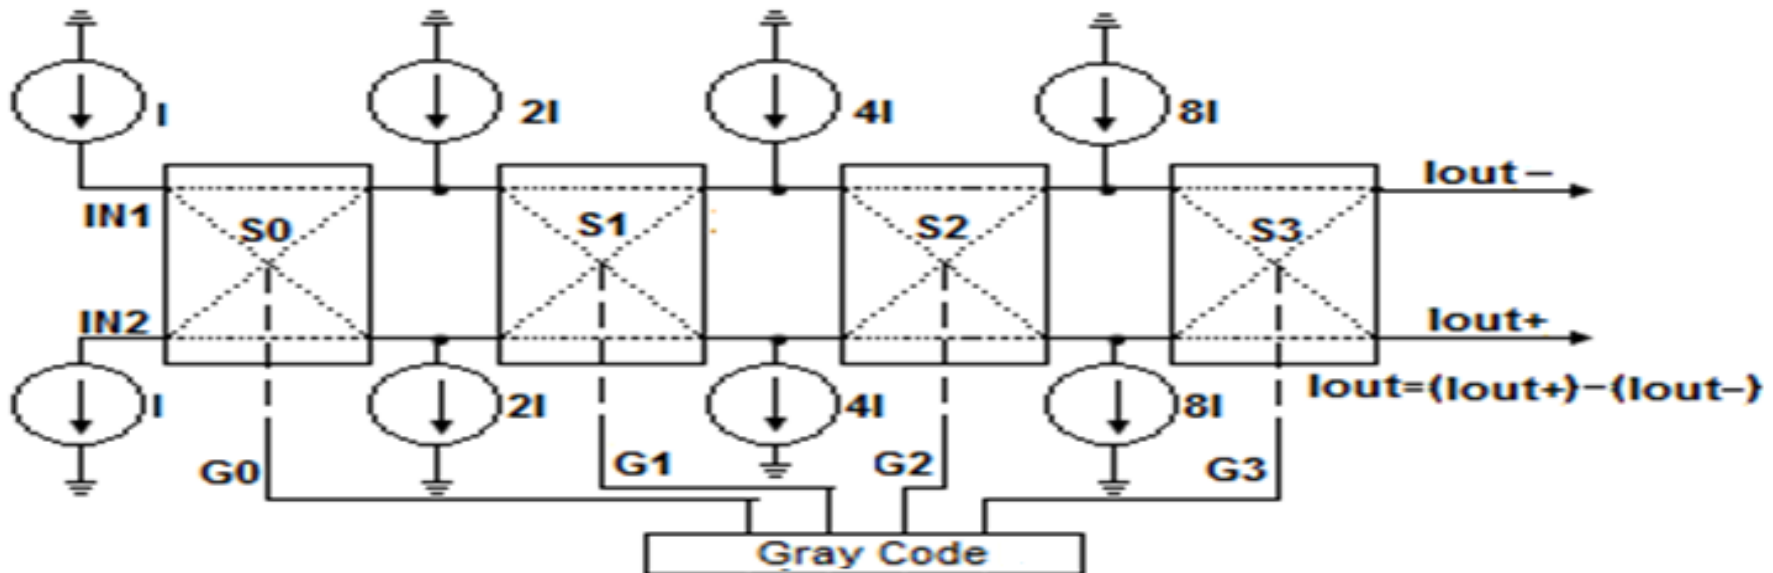 I 2I 4I 8I
Iout-
IN1 S0 S1 S2 S3
IN2 Iout+
Iout=(Iout+)-(Iout-)
I 2I 4I 8I
G0 G1 G2 G3
Gray Code